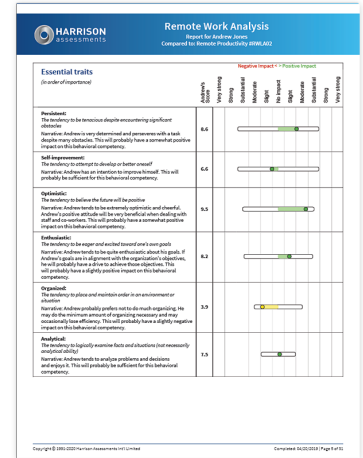 HARRISON
assessments
Remote Work Analysis
Report for Andrew Jones
Compared to: Remote Productivity #RWLA02
Essential traits
(in order of importance)
Negative Impact < > Positive Impact
Andrew's Score
Very strong
Strong
Substantial
Moderate
Slight
No impact
Slight
Moderate
Substantial
Strong
Very strong
Persistent:
The tendency to be tenacious despite encountering significant
obstacles
Narrative: Andrew is very determined and perseveres with a task
despite many obstacles. This will probably have a somewhat positive
impact on this behavioral competency.
8.6
Self-improvement:
The tendency to attempt to develop or better oneself
Narrative: Andrew has an intention to improve himself. This will
probably be sufficient for this behavioral competency.
6.6
Optimistic:
The tendency to believe the future will be positive
Narrative: Andrew tends to be extremely optimistic and cheerful.
Andrew's positive attitude will be very beneficial when dealing with
staff and co-workers. This will probably have a somewhat positive
impact on this behavioral competency.
9.5
Enthusiastic:
The tendency to be eager and excited toward one's own goals
Narrative: Andrew tends to be quite enthusiastic about his goals. If
Andrew's goals are in alignment with the organization's objectives,
he will probably have a drive to achieve those objectives. This
will probably have a slightly positive impact on this behavioral
competency.
8.2
Organized:
The tendency to place and maintain order in an environment or
situation
Narrative: Andrew probably prefers not to do much organizing. He
may do the minimum amount of organizing necessary and may
occasionally lose efficiency. This will probably have a slightly negative
impact on this behavioral competency.
3.9
Analytical:
The tendency to logically examine facts and situations (not necessarily
analytical ability)
Narrative: Andrew tends to analyze problems and decisions
and enjoys it. This will probably be sufficient for this behavioral
competency.
7.5
Copyright © 1991-2020 Harrison Assessments Int'l Limited
Completed: 06/20/2019 | Page 5 of 31